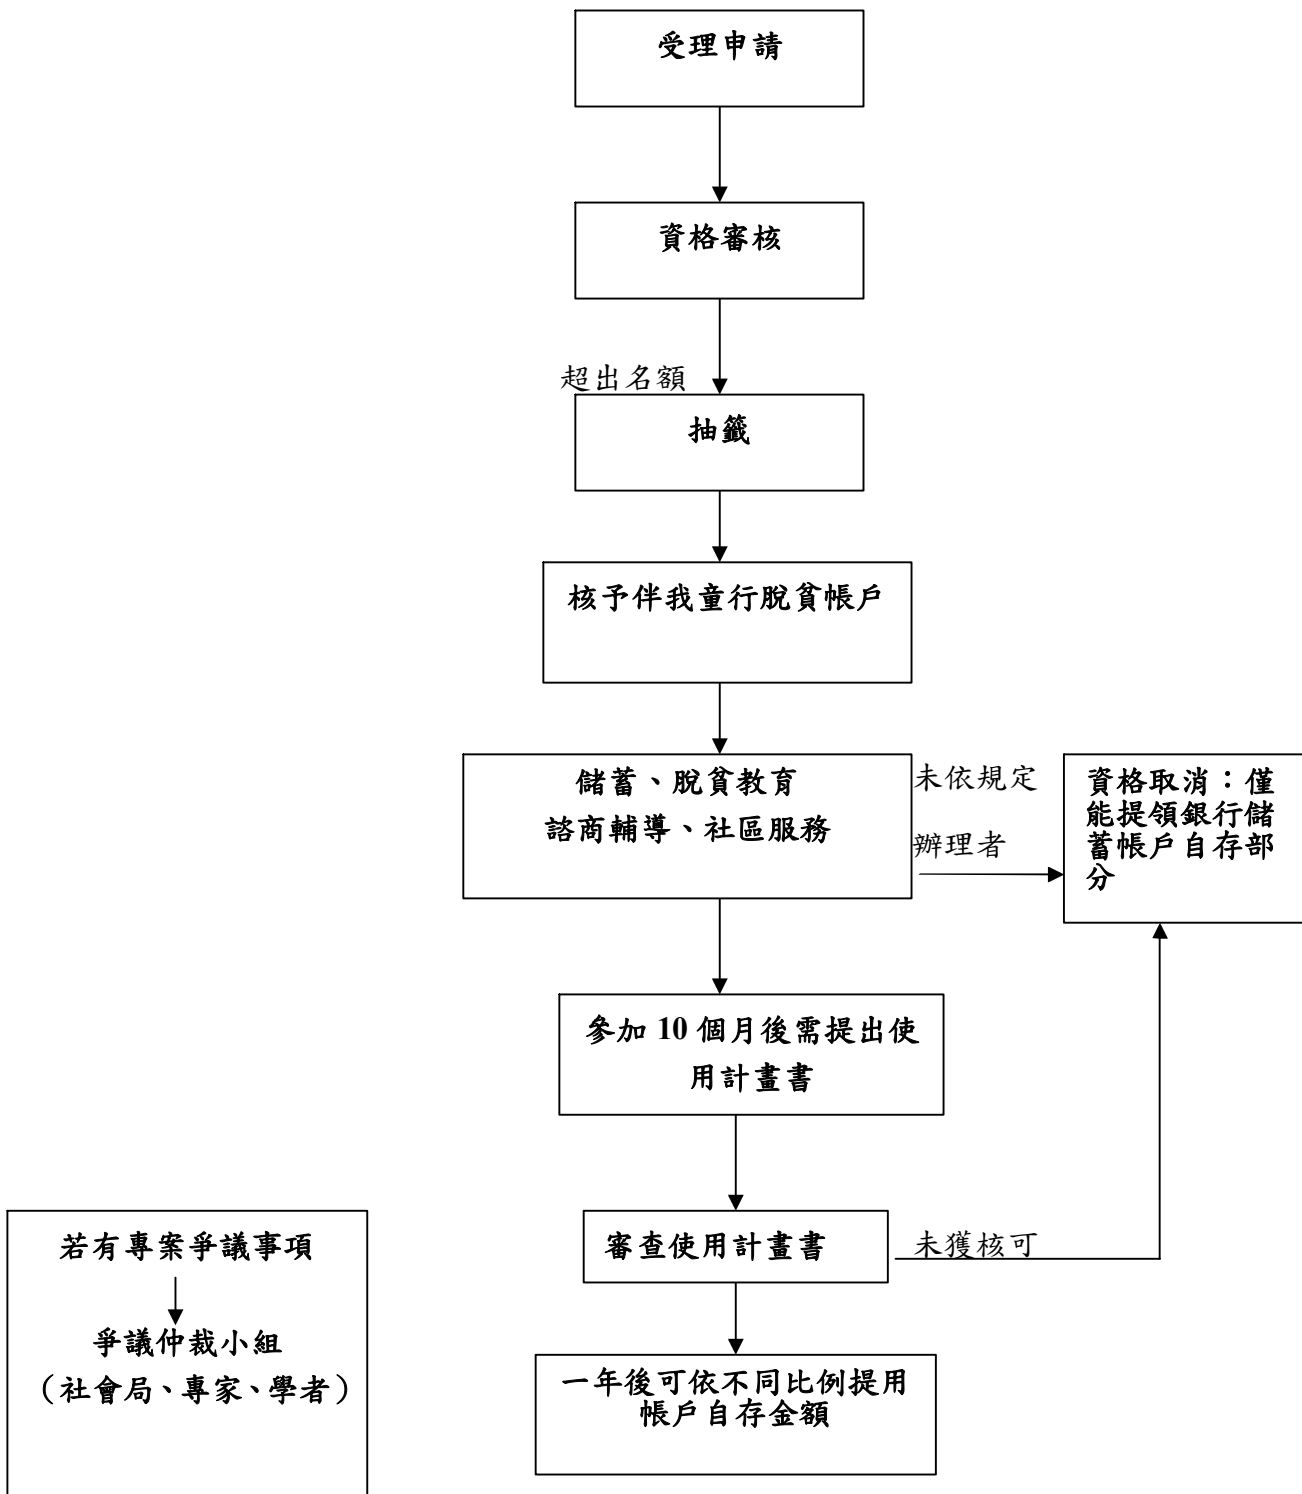 受理申請
資格審核
超出名額
抽籤
核予伴我童行脫貧帳戶
儲蓄、脫貧教育
諮商輔導、社區服務
未依規定
辦理者
資格取消：僅
能提領銀行儲
蓄帳戶自存部
分
參加 10 個月後需提出使
用計畫書
審查使用計畫書
未獲核可
一年後可依不同比例提用
帳戶自存金額
若有專案爭議事項
爭議仲裁小組
（社會局、專家、學者）